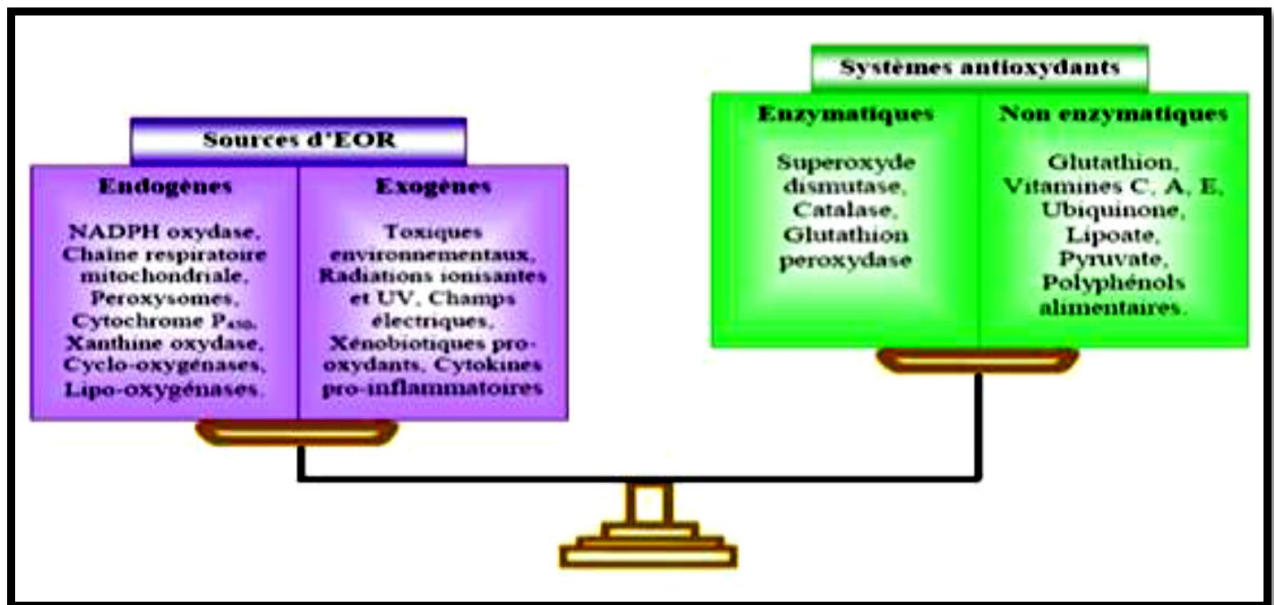 Sources d'EOR
Endogènes
NADPH oxydase,
Chaîne respiratoire
mitochondriale,
Peroxysomes,
Cytochrome P450,
Xanthine oxydase,
Cyclo-oxygénases,
Lipo-oxygénases.
Exogènes
Toxiques
environnementaux,
Radiations ionisantes
et UV, Champs
électriques,
Xénobiotiques pro-
oxydants, Cytokines
pro-inflammatoires
Systèmes antioxydants
Enzymatiques
Superoxyde
dismutase,
Catalase,
Glutathion
peroxydase
Non enzymatiques
Glutathion,
Vitamines C, A, E,
Ubiquinone,
Lipoate,
Pyruvate,
Polyphénols
alimentaires.